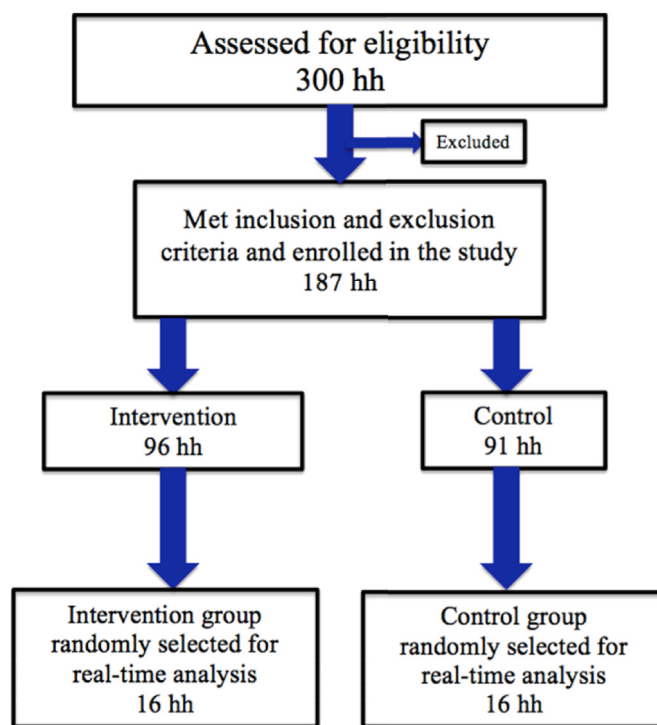 Assessed for eligibility
300 hh
Excluded
Met inclusion and exclusion
criteria and enrolled in the study
187 hh
Intervention
96 hh
Control
91 hh
Intervention group
randomly selected for
real-time analysis
16 hh
Control group
randomly selected for
real-time analysis
16 hh